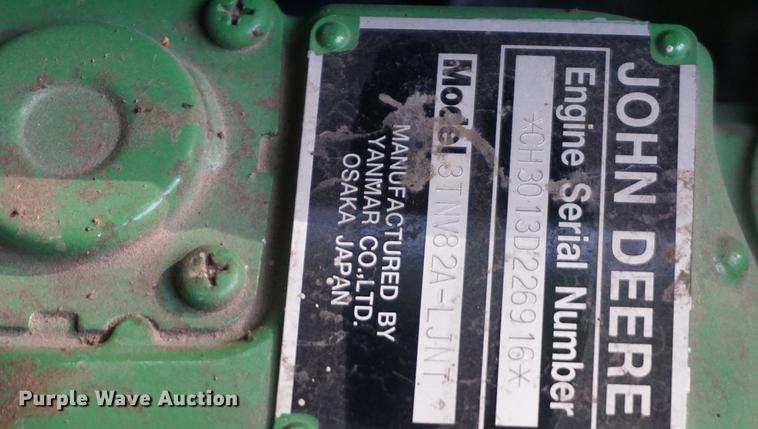 JOHN DEERE
Engine Serial Number
*CH3013D226916*
Model 3TNV82A-LJNT
MANUFACTURED BY
YANMAR CO.,LTD.
OSAKA JAPAN
Purple Wave Auction